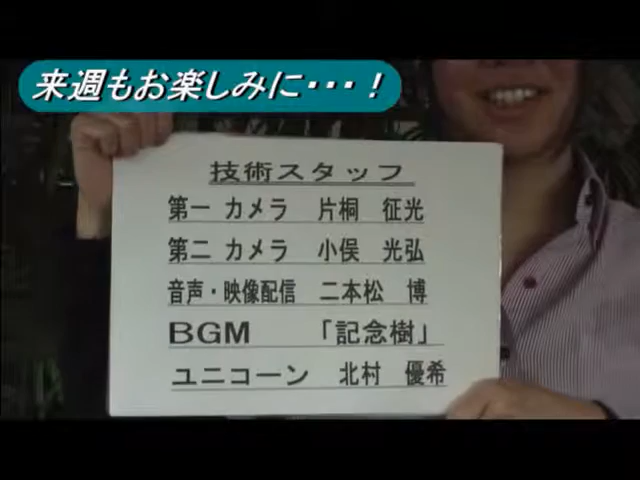 来週もお楽しみに・・・！
技術スタッフ
第一 カメラ 片桐 征光
第二 カメラ 小俣 光弘
音声・映像配信 二本松 博
BGM 「記念樹」
ユニコーン 北村 優希